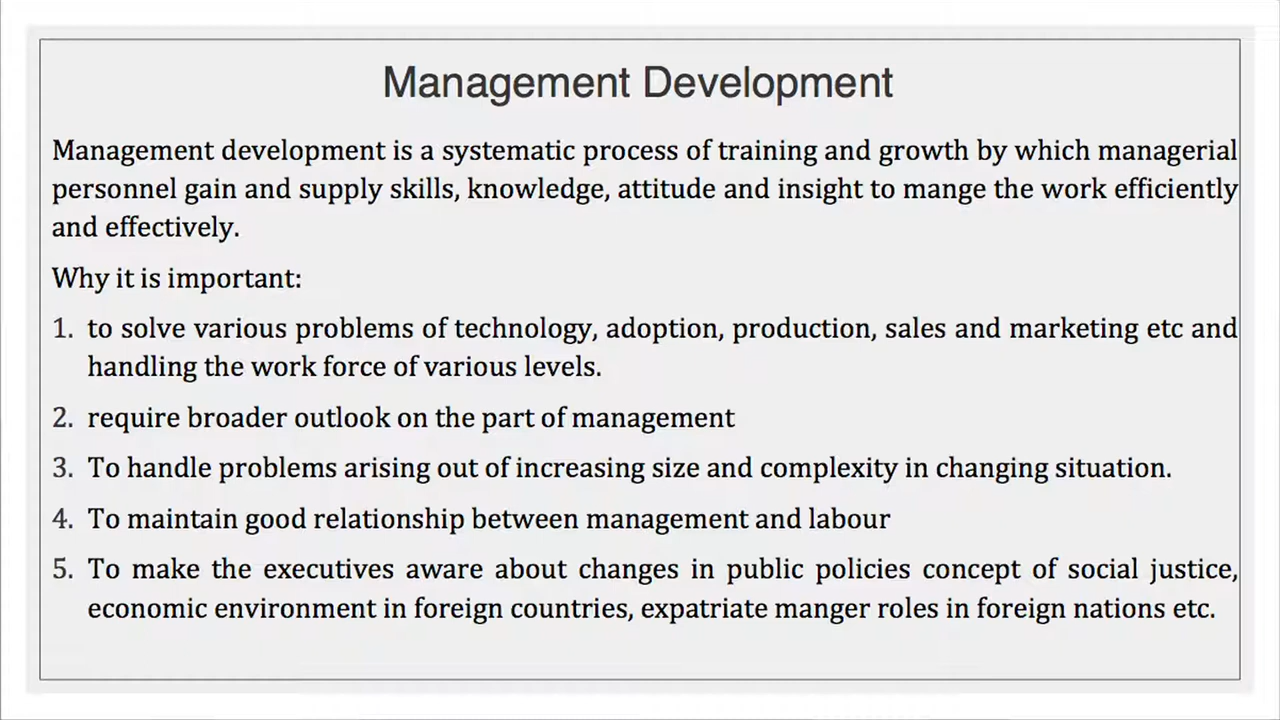 Management Development
Management development is a systematic process of training and growth by which managerial
personnel gain and supply skills, knowledge, attitude and insight to mange the work efficiently
and effectively.
Why it is important:
1. to solve various problems of technology, adoption, production, sales and marketing etc and
handling the work force of various levels.
2. require broader outlook on the part of management
3. To handle problems arising out of increasing size and complexity in changing situation.
4. To maintain good relationship between management and labour
5. To make the executives aware about changes in public policies concept of social justice,
economic environment in foreign countries, expatriate manger roles in foreign nations etc.